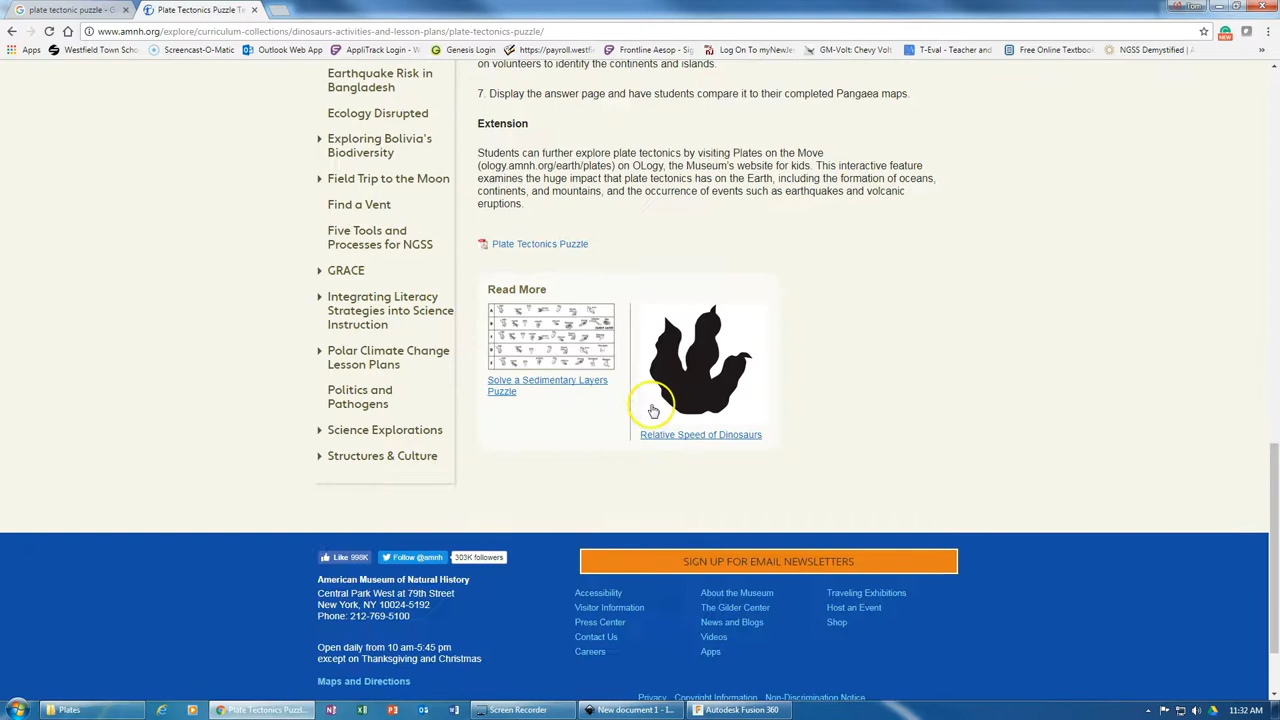 plate tectonic puzzle - G
Plate Tectonics Puzzle Te
Tom
www.amnh.org/explore/curriculum-collections/dinosaurs-activities-and-lesson-plans/plate-tectonics-puzzle/
Apps
Westfield Town School
Screencast-O-Matic
Outlook Web App
AppliTrack Login
Genesis Login
https://payroll.westfi
Frontline Aesop - Sig
Log On To myNew
GM-Volt: Chevy Volt
T-Eval - Teacher and
Free Online Textbook
NGSS Demystified |
Earthquake Risk in
Bangladesh
Ecology Disrupted
Exploring Bolivia's
Biodiversity
Field Trip to the Moon
Find a Vent
Five Tools and
Processes for NGSS
GRACE
Integrating Literacy
Strategies into Science
Instruction
Polar Climate Change
Lesson Plans
Politics and
Pathogens
Science Explorations
Structures & Culture
on volunteers to identify the continents and islands.
7. Display the answer page and have students compare it to their completed Pangaea maps.
Extension
Students can further explore plate tectonics by visiting Plates on the Move
(ology.amnh.org/earth/plates) on OLogy, the Museum's website for kids. This interactive feature
examines the huge impact that plate tectonics has on the Earth, including the formation of oceans,
continents, and mountains, and the occurrence of events such as earthquakes and volcanic
eruptions.
Plate Tectonics Puzzle
Read More
Solve a Sedimentary Layers
Puzzle
Relative Speed of Dinosaurs
Like 998K
Follow @amnh
303K followers
American Museum of Natural History
Central Park West at 79th Street
New York, NY 10024-5192
Phone: 212-769-5100
Open daily from 10 am-5:45 pm
except on Thanksgiving and Christmas
Maps and Directions
SIGN UP FOR EMAIL NEWSLETTERS
Accessibility
Visitor Information
Press Center
Contact Us
Careers
About the Museum
The Gilder Center
News and Blogs
Videos
Apps
Traveling Exhibitions
Host an Event
Shop
Privacy
Copyright Information
Non-Discrimination Notice
Plates
Plate Tectonics Puzzl...
Screen Recorder
New document 1 - I...
Autodesk Fusion 360
11:32 AM